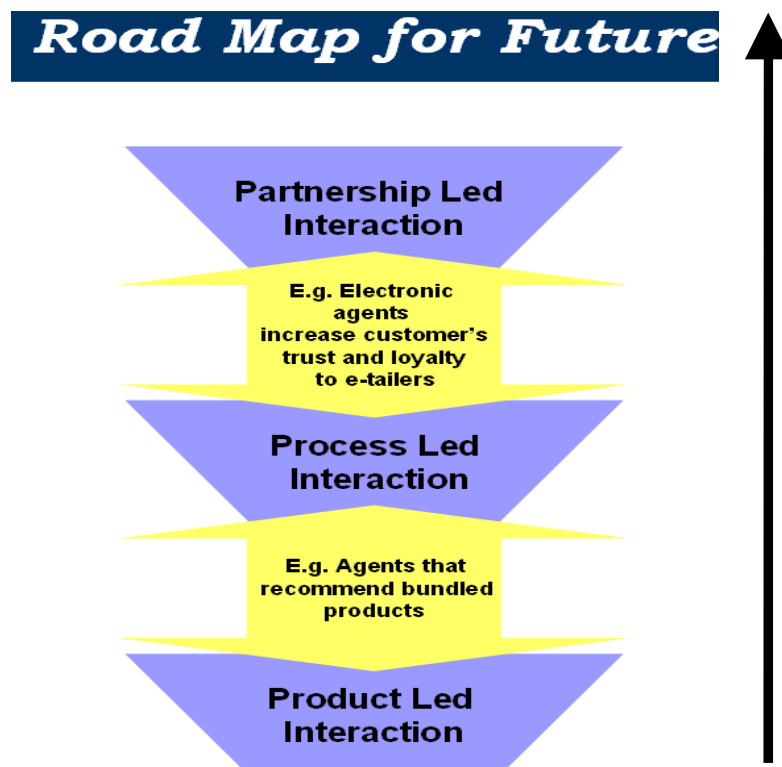 Road Map for Future
Partnership Led
Interaction
E.g. Electronic
agents
increase customer's
trust and loyalty
to e-tailers
Process Led
Interaction
E.g. Agents that
recommend bundled
products
Product Led
Interaction